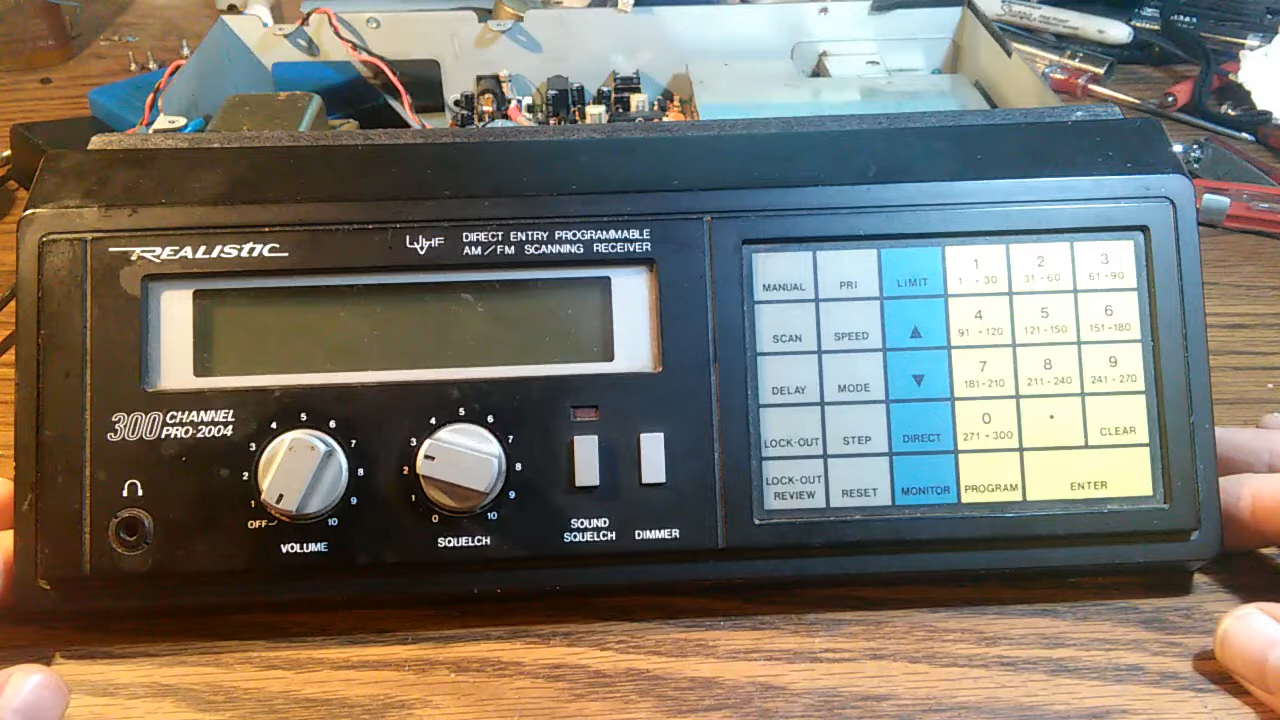 REALISTIC
UVHF
DIRECT ENTRY PROGRAMMABLE
AM/FM SCANNING RECEIVER
300 CHANNEL
PRO-2004
OFF 1 2 3 4 5 6 7 8 9 10
VOLUME
0 1 2 3 4 5 6 7 8 9 10
SQUELCH
SOUND
SQUELCH
DIMMER
MANUAL PRI LIMIT 1 2 3
1 - 30 31 - 60 61 - 90
SCAN SPEED ▲ 4 5 6
91 - 120 121 - 150 151 - 180
DELAY MODE ▼ 7 8 9
181 - 210 211 - 240 241 - 270
LOCK-OUT STEP DIRECT 0 · CLEAR
271 - 300
LOCK-OUT
REVIEW RESET MONITOR PROGRAM ENTER
Sharpie